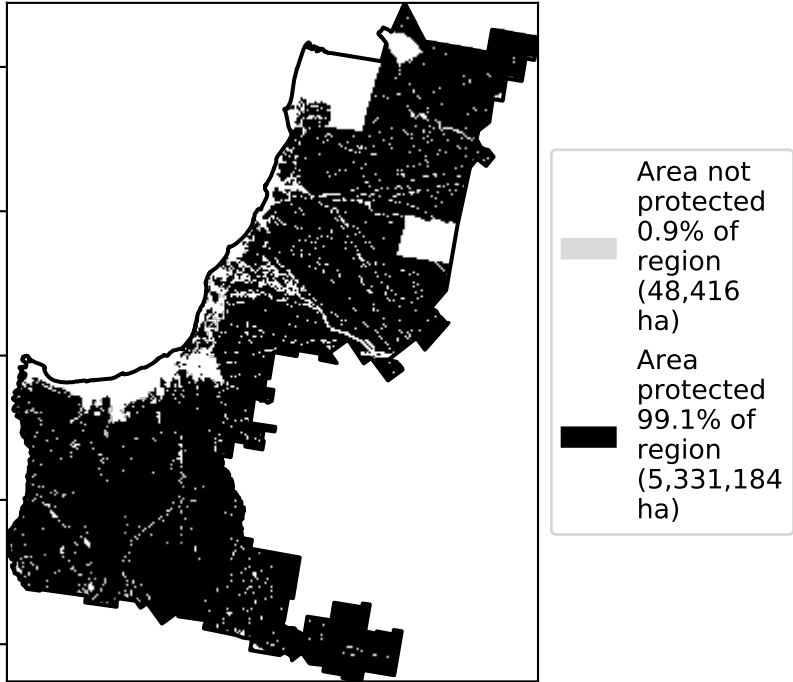 Area not
protected
0.9% of
region
(48,416
ha)
Area
protected
99.1% of
region
(5,331,184
ha)